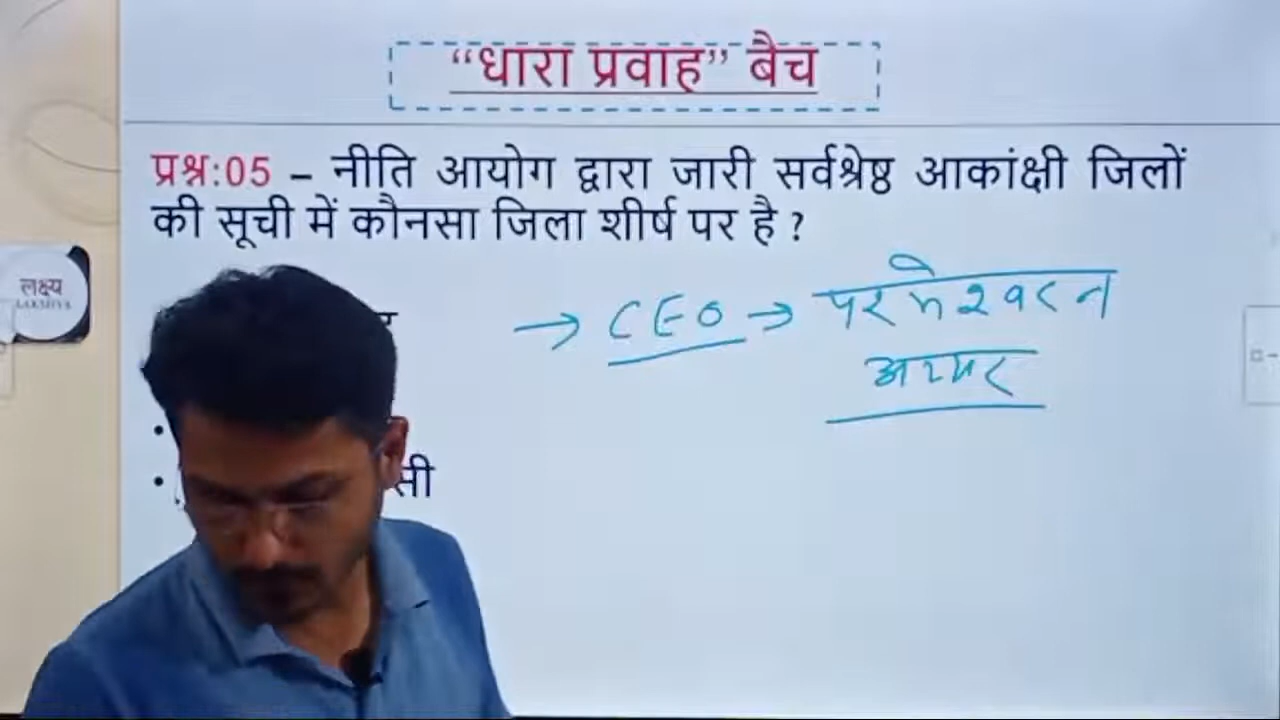 “धारा प्रवाह” बैच
प्रश्न:05 – नीति आयोग द्वारा जारी सर्वश्रेष्ठ आकांक्षी जिलों
की सूची में कौनसा जिला शीर्ष पर है ?
लक्ष्य
LAKSHYA
→ CEO → परमेश्वरन
अय्यर
सी